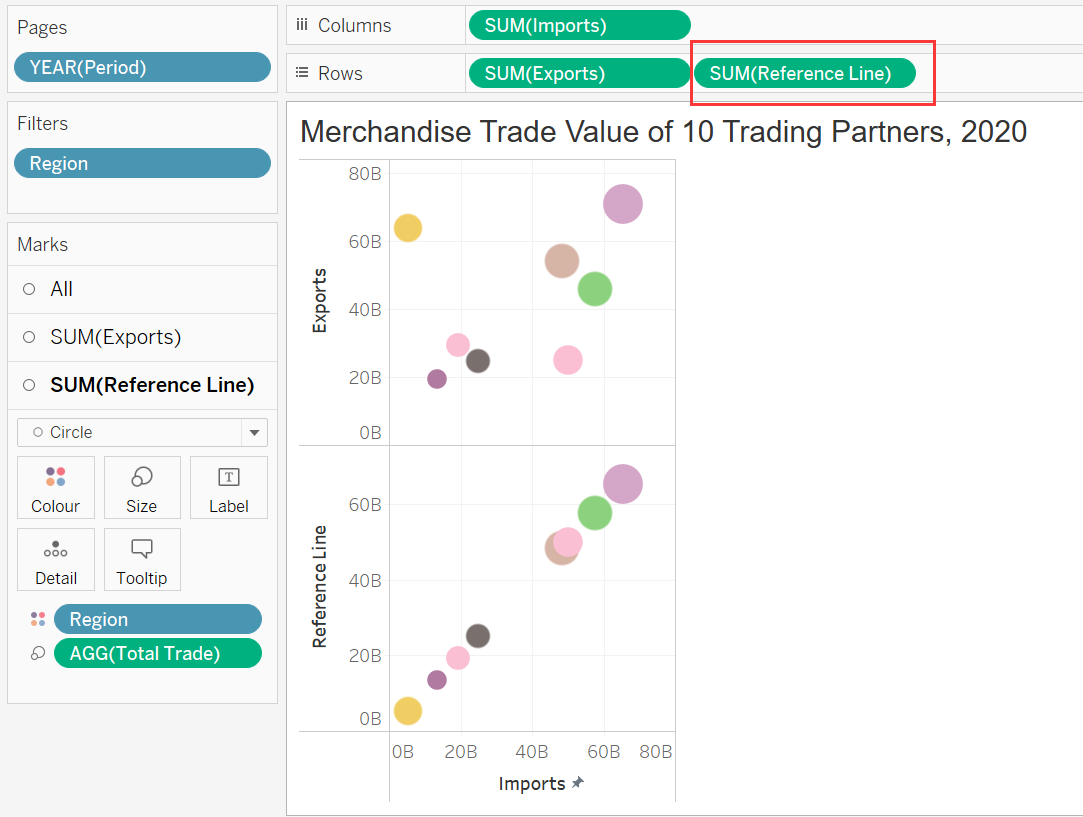 Pages
YEAR(Period)
Filters
Region
Marks
All
SUM(Exports)
SUM(Reference Line)
Circle
Colour
Size
T
Label
Detail
Tooltip
Region
AGG(Total Trade)
Columns
SUM(Imports)
Rows
SUM(Exports)
SUM(Reference Line)
Merchandise Trade Value of 10 Trading Partners, 2020
Exports
80B
60B
40B
20B
0B
Reference Line
60B
40B
20B
0B
0B
20B
40B
60B
80B
Imports